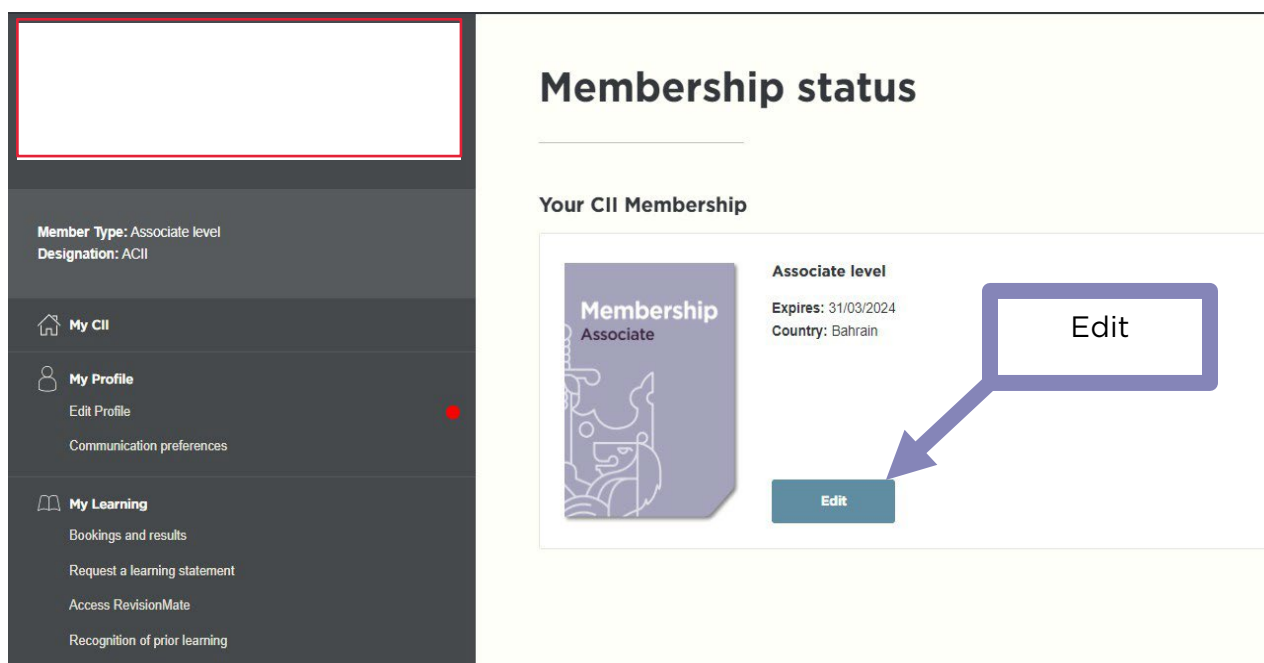 Member Type: Associate level
Designation: ACII
My CII
My Profile
Edit Profile
Communication preferences
My Learning
Bookings and results
Request a learning statement
Access RevisionMate
Recognition of prior learning
Membership status
Your CII Membership
Membership
Associate
Associate level
Expires: 31/03/2024
Country: Bahrain
Edit
Edit